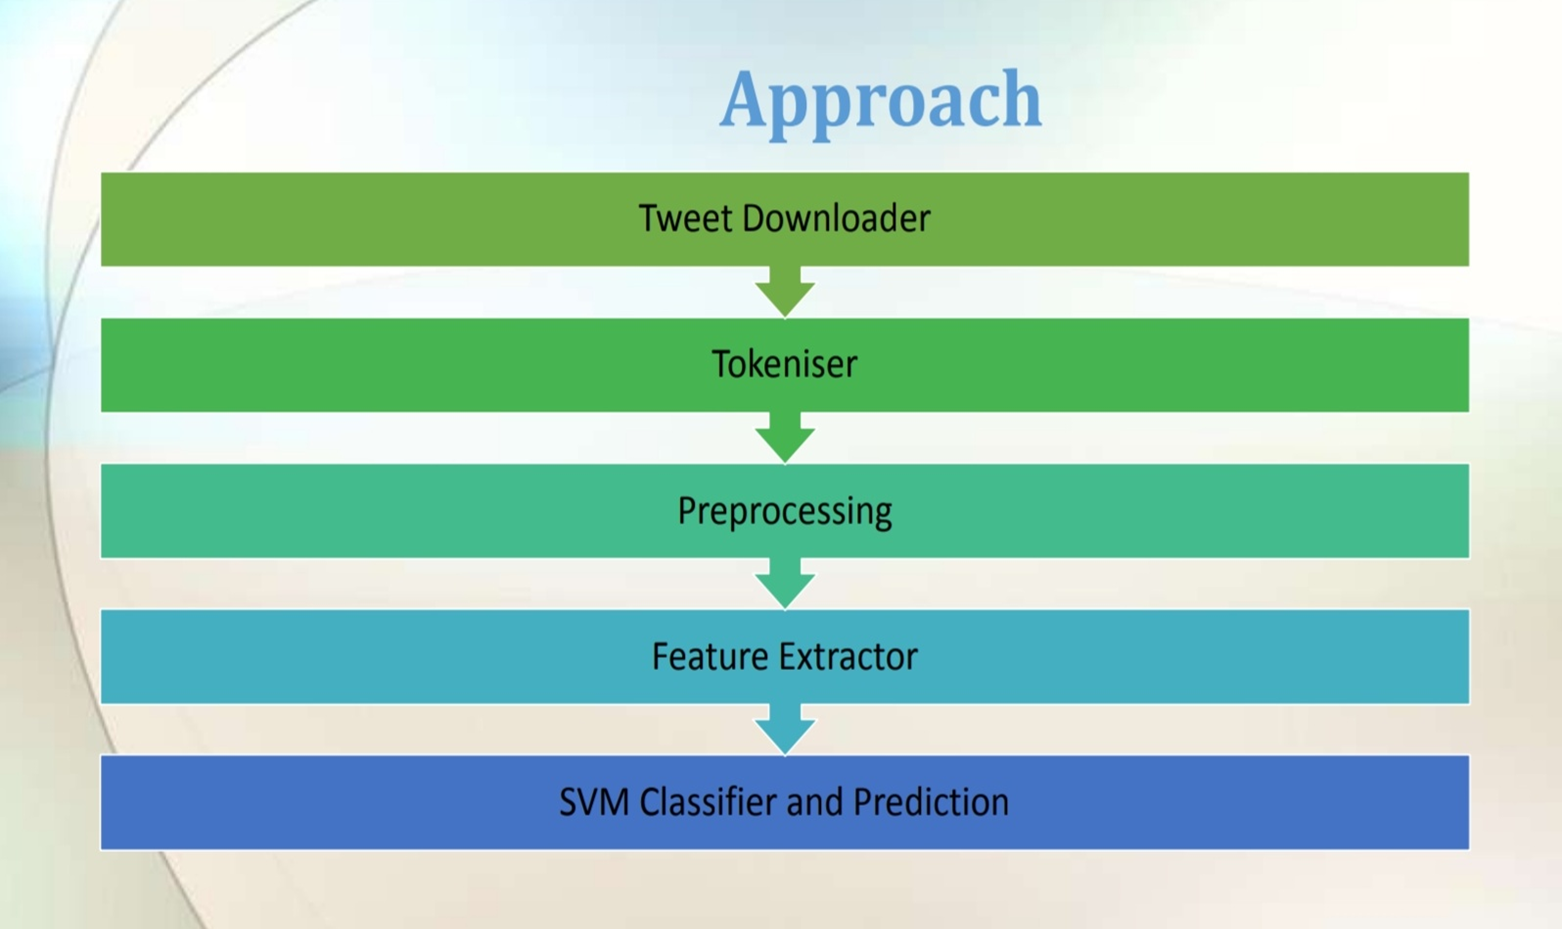 Approach
Tweet Downloader
Tokeniser
Preprocessing
Feature Extractor
SVM Classifier and Prediction